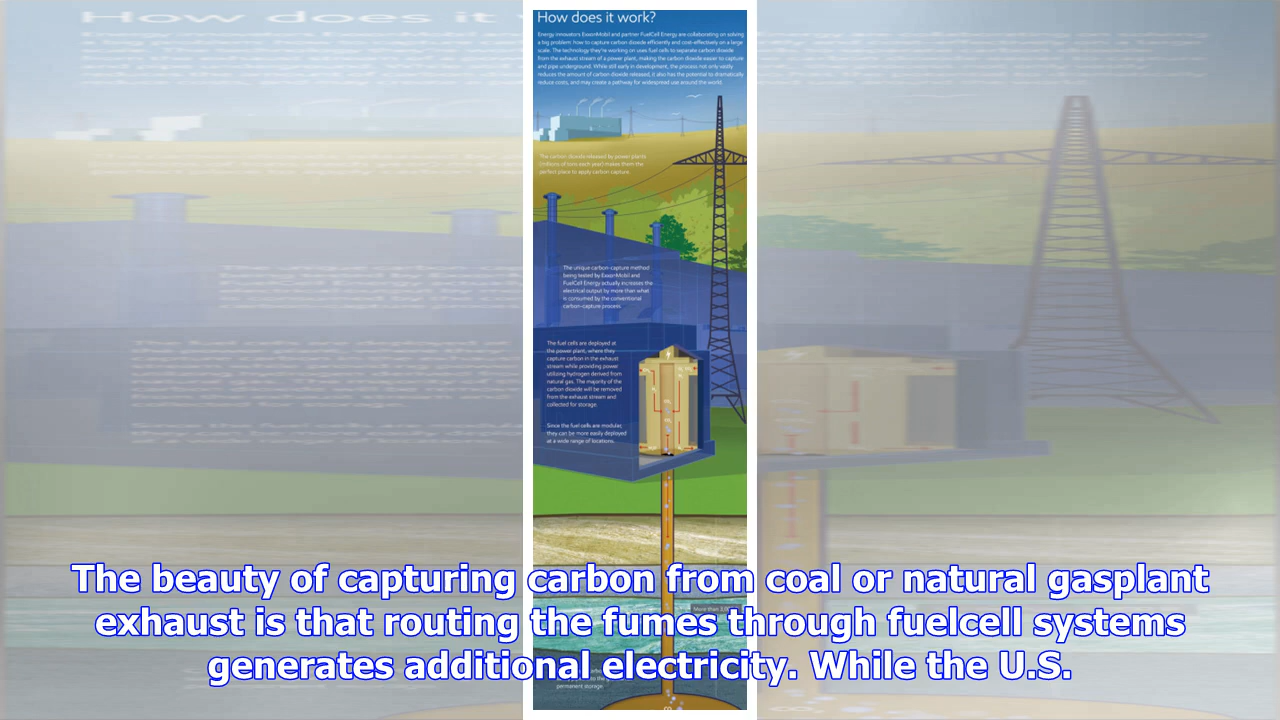 How does it work?
Energy innovators ExxonMobil and partner FuelCell Energy are collaborating on solving
a big problem: how to capture carbon dioxide efficiently and cost-effectively on a large
scale. The technology they're working on uses fuel cells to separate carbon dioxide
from the exhaust stream of a power plant, making the carbon dioxide easier to capture
and pipe underground. While still early in development, the process not only vastly
reduces the amount of carbon dioxide released, it also has the potential to dramatically
reduce costs, and may create a pathway for widespread use around the world.
The carbon dioxide released by power plants
(millions of tons each year) makes them the
perfect place to apply carbon capture.
The unique carbon-capture method
being tested by ExxonMobil and
FuelCell Energy actually increases the
electrical output by more than what
is consumed by the conventional
carbon-capture process.
The fuel cells are deployed at
the power plant, where they
capture carbon in the exhaust
stream while providing power
utilizing hydrogen derived from
natural gas. The majority of the
carbon dioxide will be removed
from the exhaust stream and
collected for storage.
Since the fuel cells are modular,
they can be more easily deployed
at a wide range of locations.
The beauty of capturing carbon from coal or natural gasplant
exhaust is that routing the fumes through fuelcell systems
generates additional electricity. While the U S.
More than
permanent storage.